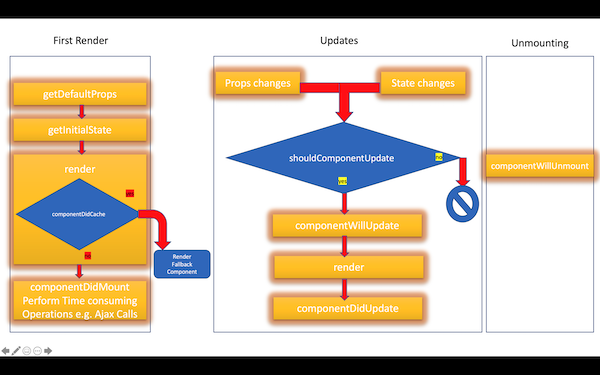 First Render
getDefaultProps
getInitialState
render
yes
componentDidCache
no
Render
Fallback
Component
componentDidMount
Perform Time consuming
Operations e.g. Ajax Calls
Updates
Props changes
State changes
shouldComponentUpdate
no
yes
componentWillUpdate
render
componentDidUpdate
Unmounting
componentWillUnmount